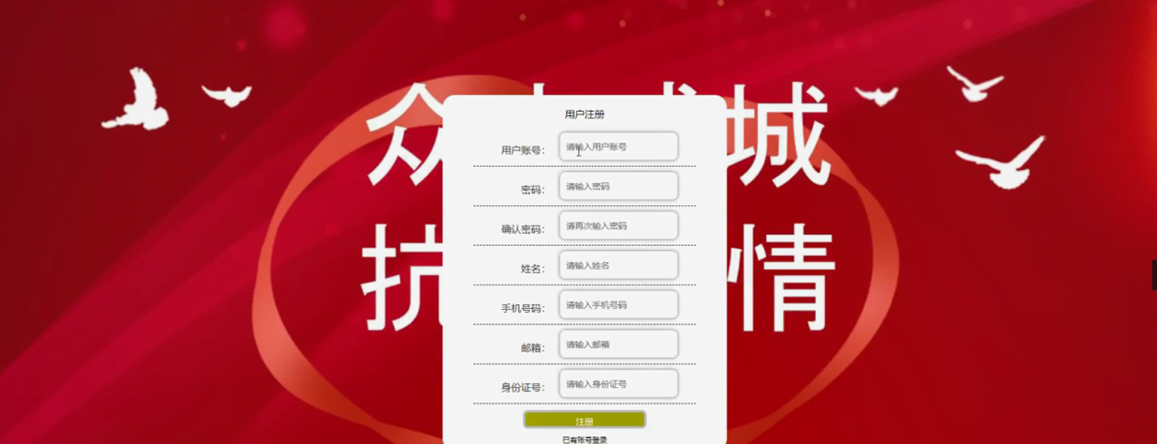 众 城
抗 情
用户注册
用户账号： 请输入用户账号
密码： 请输入密码
确认密码： 请再次输入密码
姓名： 请输入姓名
手机号码： 请输入手机号码
邮箱： 请输入邮箱
身份证号： 请输入身份证号
注册
已有账号登录